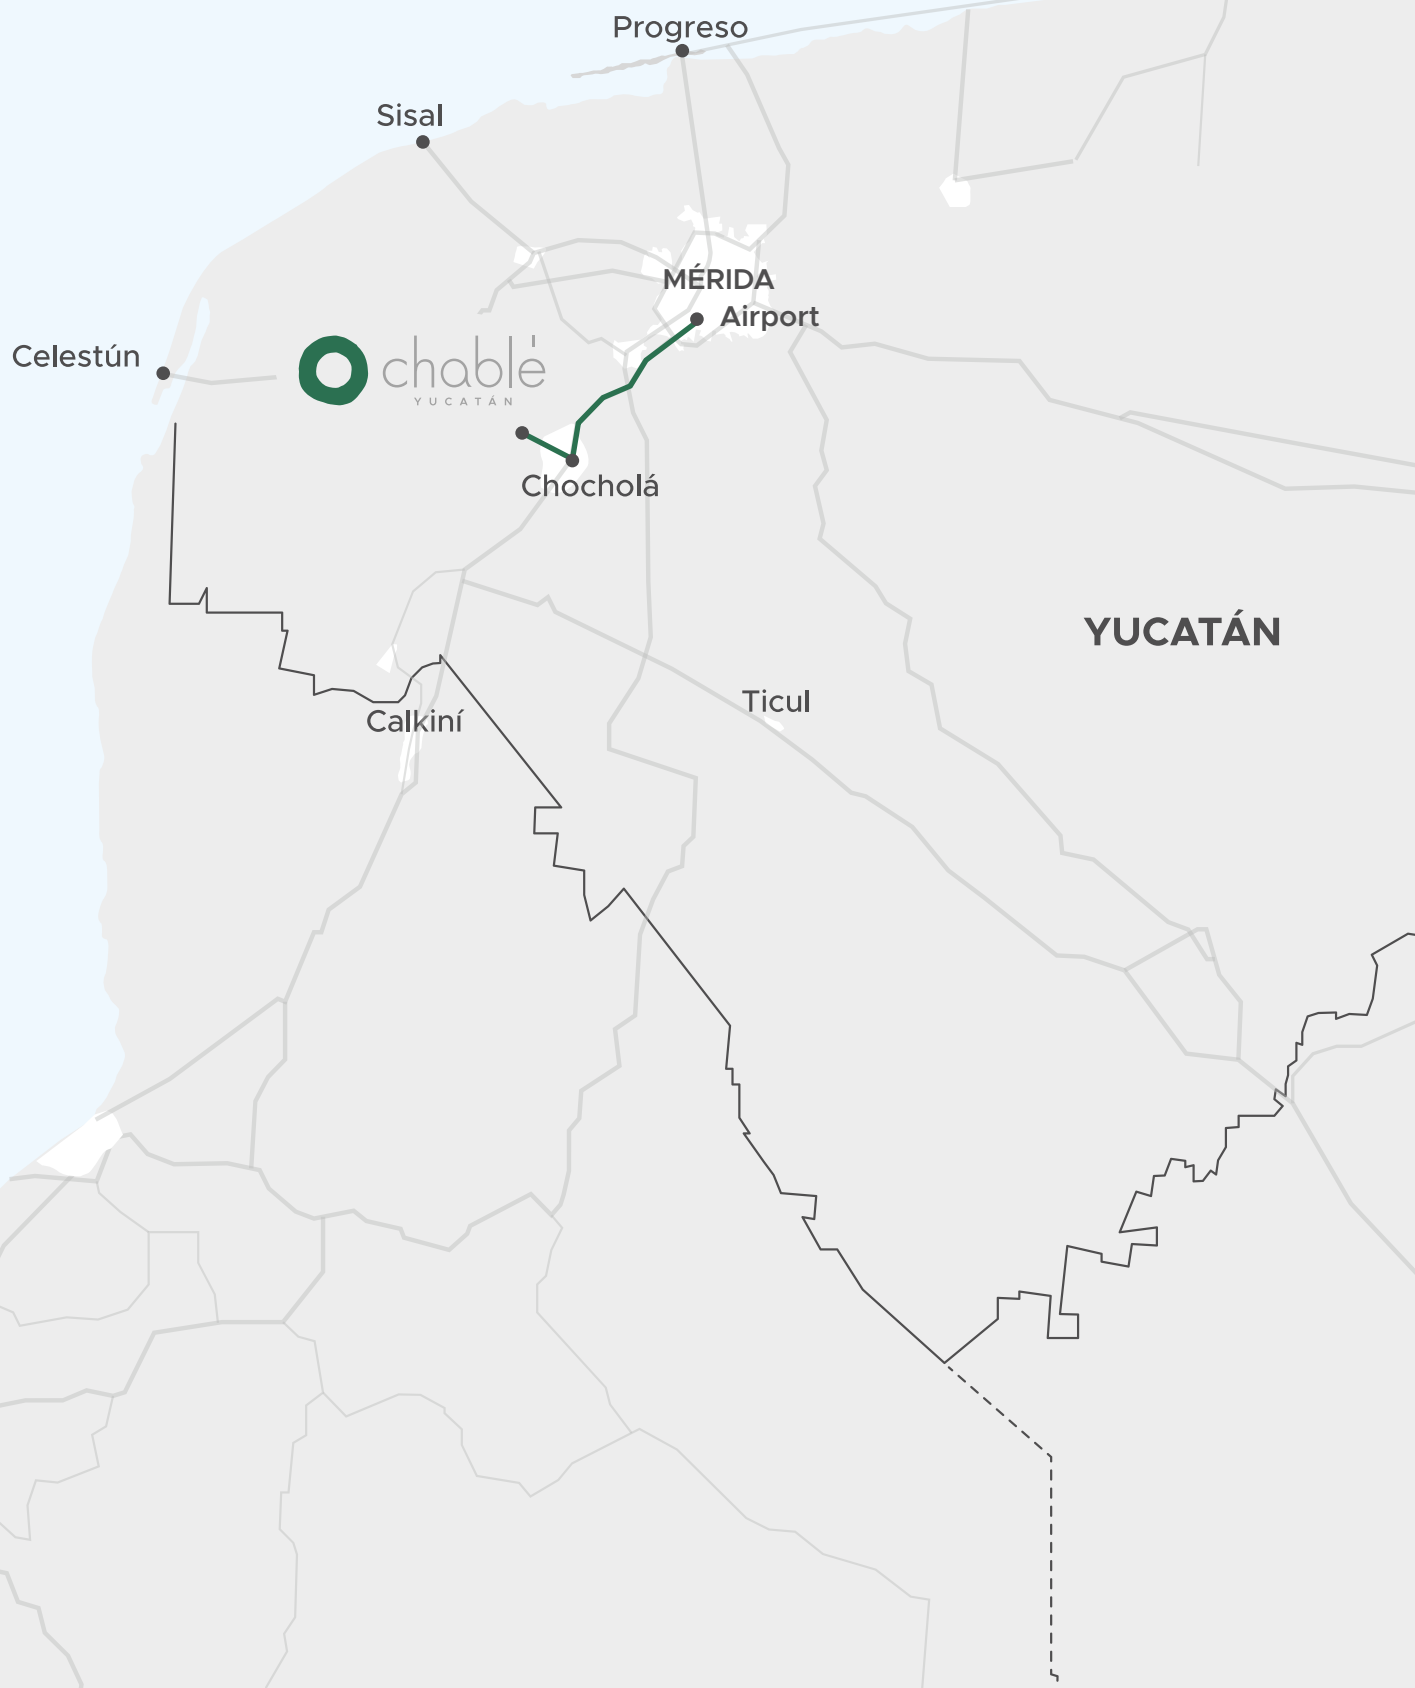 Progreso
Sisal
MÉRIDA
Airport
Celestún
chablé
YUCATÁN
Chocholá
YUCATÁN
Ticul
Calkiní